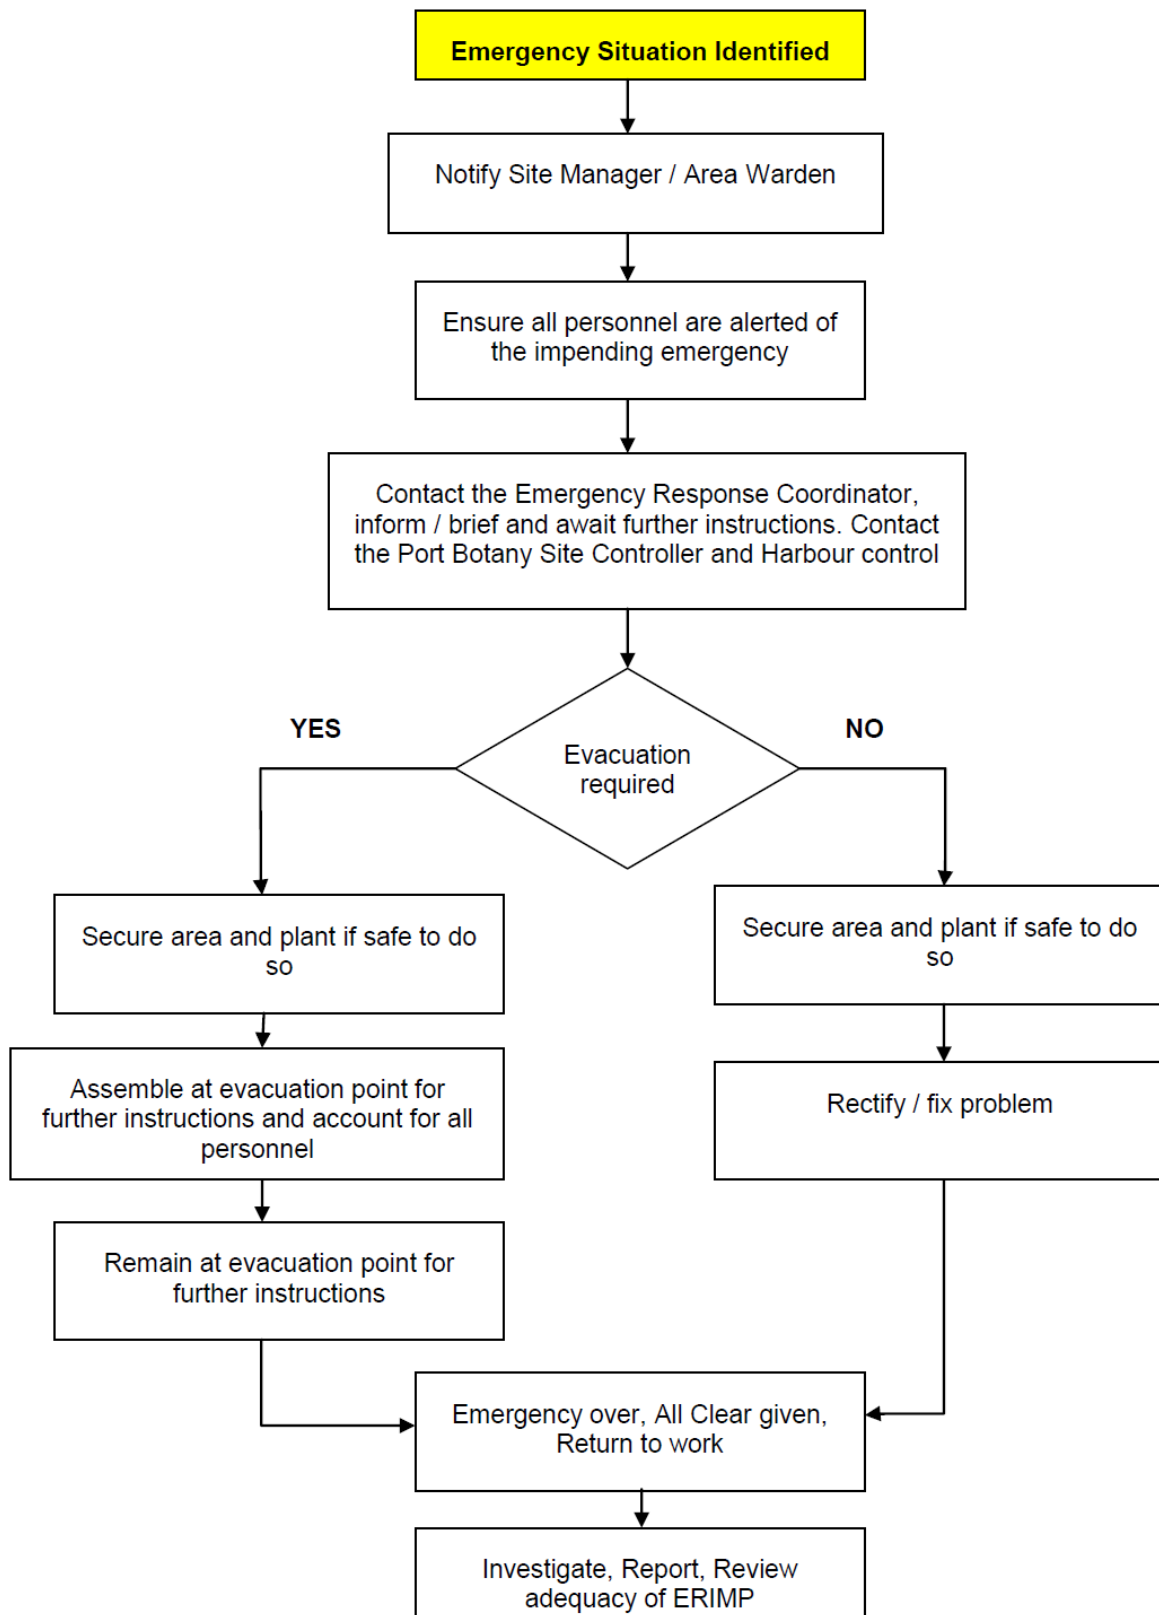 Emergency Situation Identified
Notify Site Manager / Area Warden
Ensure all personnel are alerted of
the impending emergency
Contact the Emergency Response Coordinator,
inform / brief and await further instructions. Contact
the Port Botany Site Controller and Harbour control
YES
NO
Evacuation
required
Secure area and plant if safe to do
so
Secure area and plant if safe to do
so
Assemble at evacuation point for
further instructions and account for all
personnel
Rectify / fix problem
Remain at evacuation point for
further instructions
Emergency over, All Clear given,
Return to work
Investigate, Report, Review
adequacy of ERIMP